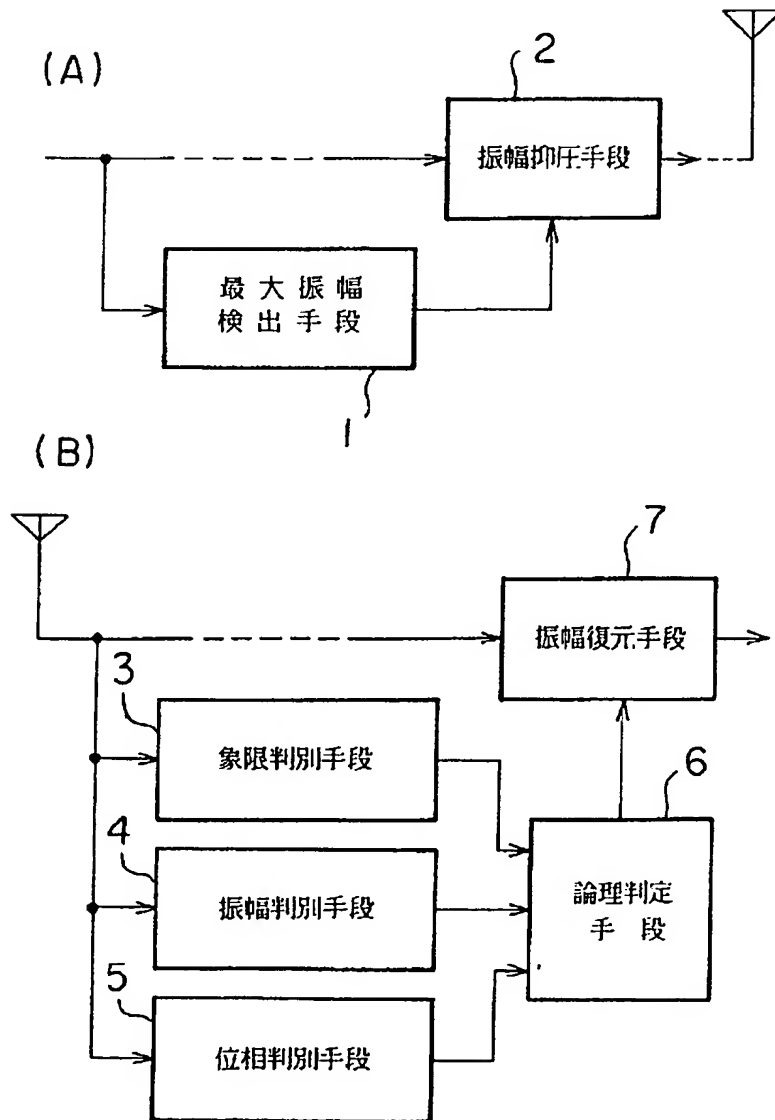 (A)
2
振幅抑圧手段
最大振幅
検出手段
1
(B)
7
振幅復元手段
3
象限判別手段
6
4
振幅判別手段
論理判定
手段
5
位相判別手段